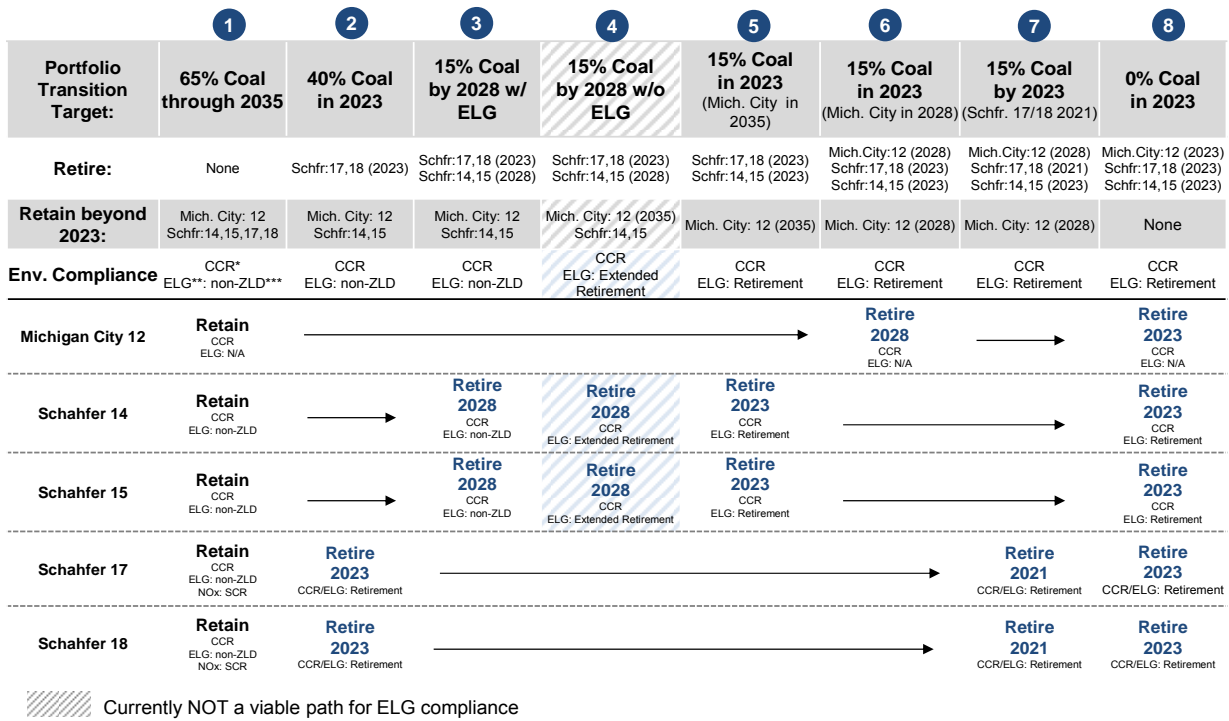 1 2 3 4 5 6 7 8
Portfolio
Transition
Target:
65% Coal
through 2035
40% Coal
in 2023
15% Coal
by 2028 w/
ELG
15% Coal
by 2028 w/o
ELG
15% Coal
in 2023
(Mich. City in
2035)
15% Coal
in 2023
(Mich. City in 2028)
15% Coal
by 2023
(Schfr. 17/18 2021)
0% Coal
in 2023
Retire:
None
Schfr:17,18 (2023)
Schfr:17,18 (2023)
Schfr:14,15 (2028)
Schfr:17,18 (2023)
Schfr:14,15 (2028)
Schfr:17,18 (2023)
Schfr:14,15 (2023)
Mich.City:12 (2028)
Schfr:17,18 (2023)
Schfr:14,15 (2023)
Mich.City:12 (2028)
Schfr:17,18 (2021)
Schfr:14,15 (2023)
Mich.City:12 (2023)
Schfr:17,18 (2023)
Schfr:14,15 (2023)
Retain beyond
2023:
Mich. City: 12
Schfr:14,15,17,18
Mich. City: 12
Schfr:14,15
Mich. City: 12
Schfr:14,15
Mich. City: 12 (2035)
Schfr:14,15
Mich. City: 12 (2035)
Mich. City: 12 (2028)
Mich. City: 12 (2028)
None
Env. Compliance
CCR*
ELG**: non-ZLD***
CCR
ELG: non-ZLD
CCR
ELG: non-ZLD
CCR
ELG: Extended
Retirement
CCR
ELG: Retirement
CCR
ELG: Retirement
CCR
ELG: Retirement
CCR
ELG: Retirement
Michigan City 12
Retain
CCR
ELG: N/A
Retire
2028
CCR
ELG: N/A
Retire
2023
CCR
ELG: N/A
Schahfer 14
Retain
CCR
ELG: non-ZLD
Retire
2028
CCR
ELG: non-ZLD
Retire
2028
CCR
ELG: Extended Retirement
Retire
2023
CCR
ELG: Retirement
Retire
2023
CCR
ELG: Retirement
Schahfer 15
Retain
CCR
ELG: non-ZLD
Retire
2028
CCR
ELG: non-ZLD
Retire
2028
CCR
ELG: Extended Retirement
Retire
2023
CCR
ELG: Retirement
Retire
2023
CCR
ELG: Retirement
Schahfer 17
Retain
CCR
ELG: non-ZLD
NOx: SCR
Retire
2023
CCR/ELG: Retirement
Retire
2021
CCR/ELG: Retirement
Retire
2023
CCR/ELG: Retirement
Schahfer 18
Retain
CCR
ELG: non-ZLD
NOx: SCR
Retire
2023
CCR/ELG: Retirement
Retire
2021
CCR/ELG: Retirement
Retire
2023
CCR/ELG: Retirement
Currently NOT a viable path for ELG compliance